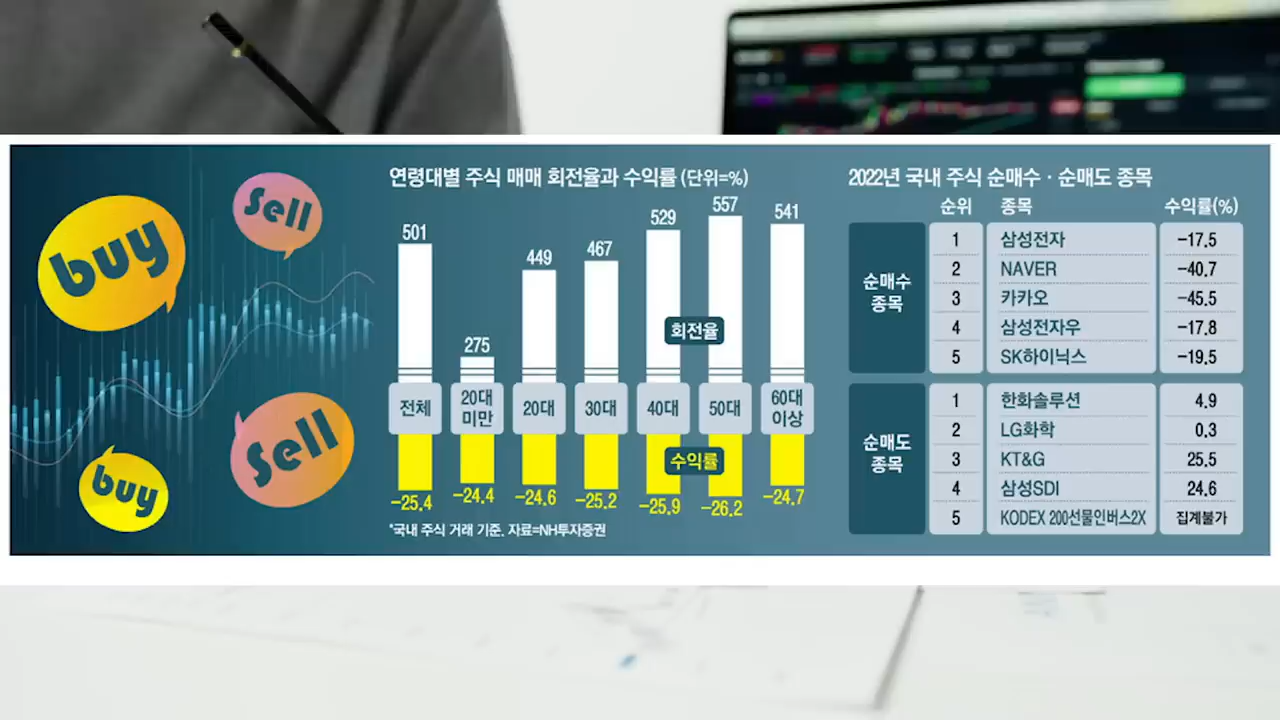 buy
Sell
Sell
buy
연령대별 주식 매매 회전율과 수익률 (단위=%)
501
275
449
467
529
557
541
회전율
전체
20대
미만
20대
30대
40대
50대
60대
이상
수익률
-25.4
-24.4
-24.6
-25.2
-25.9
-26.2
-24.7
*국내 주식 거래 기준. 자료=NH투자증권
2022년 국내 주식 순매수 · 순매도 종목
순위 종목 수익률(%)
순매수
종목
1 삼성전자 -17.5
2 NAVER -40.7
3 카카오 -45.5
4 삼성전자우 -17.8
5 SK하이닉스 -19.5
순매도
종목
1 한화솔루션 4.9
2 LG화학 0.3
3 KT&G 25.5
4 삼성SDI 24.6
5 KODEX 200선물인버스2X 집계불가